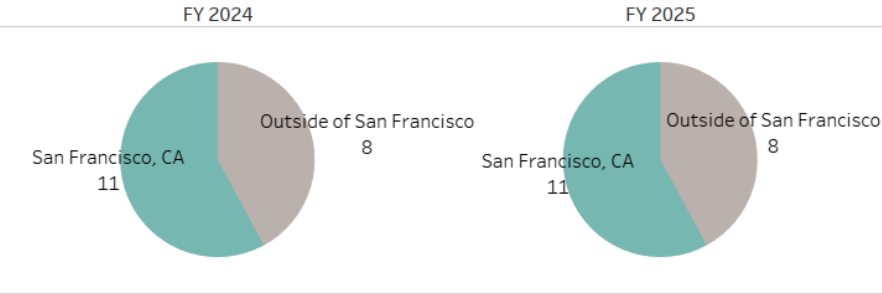 FY 2024
FY 2025
Outside of San Francisco
8
San Francisco, CA
11
Outside of San Francisco
8
San Francisco, CA
11